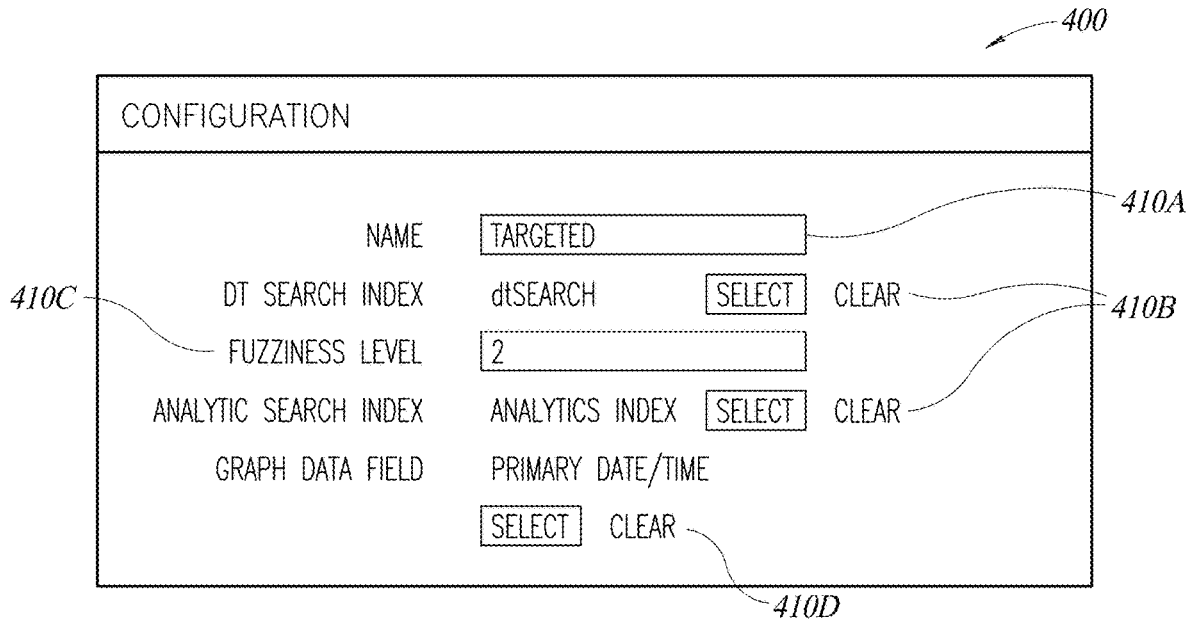 400
CONFIGURATION
410A
NAME TARGETED
410C DT SEARCH INDEX dtSEARCH SELECT CLEAR 410B
FUZZINESS LEVEL 2
ANALYTIC SEARCH INDEX ANALYTICS INDEX SELECT CLEAR
GRAPH DATA FIELD PRIMARY DATE/TIME
SELECT CLEAR
410D